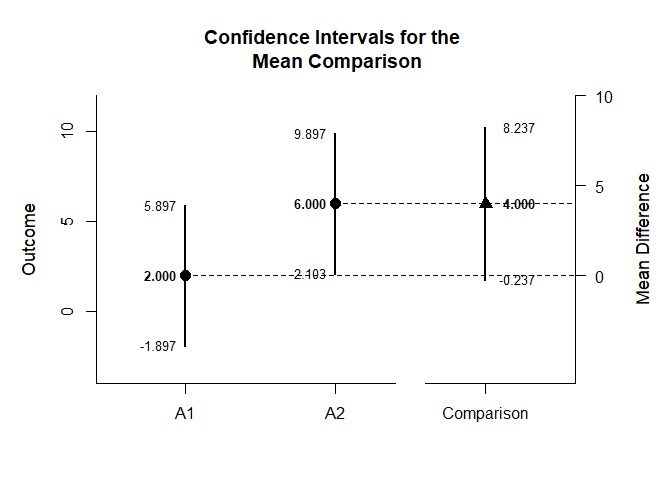 Confidence Intervals for the
Mean Comparison
10
5
0
Outcome
5.897
2.000
-1.897
9.897
6.000
2.103
8.237
4.000
-0.237
10
5
0
Mean Difference
A1
A2
Comparison